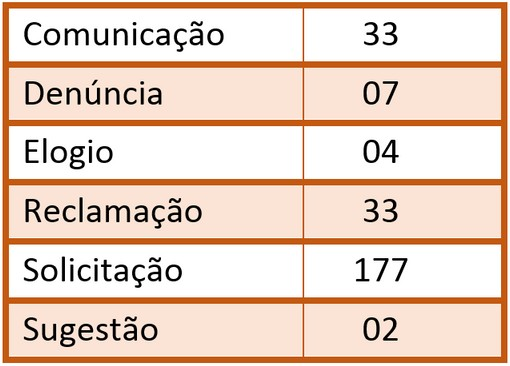 Comunicação 33
Denúncia 07
Elogio 04
Reclamação 33
Solicitação 177
Sugestão 02